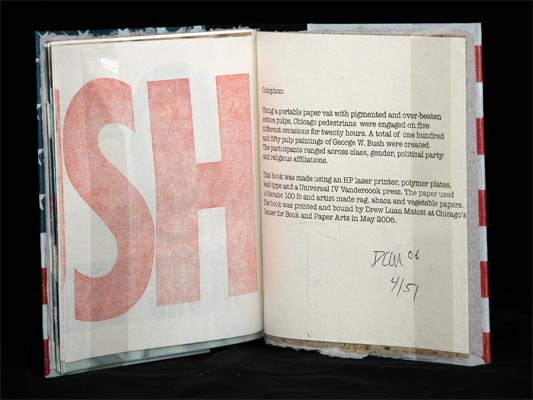 SH
Colophon:
Using a portable paper vat with pigmented and over-beaten
cotton pulps, Chicago pedestrians were engaged on five
different occasions for twenty hours. A total of one hundred
and fifty pulp paintings of George W. Bush were created.
The participants ranged across class, gender, political party
and religious affiliations.
This book was made using an HP laser printer, polymer plates,
lead type and a Universal IV Vandercook press. The paper used
is Navaho 100 lb and artist made rag, abaca and vegetable papers.
The book was printed and bound by Drew Luan Matott at Chicago's
Center for Book and Paper Arts in May 2006.
DLM 06
4/51